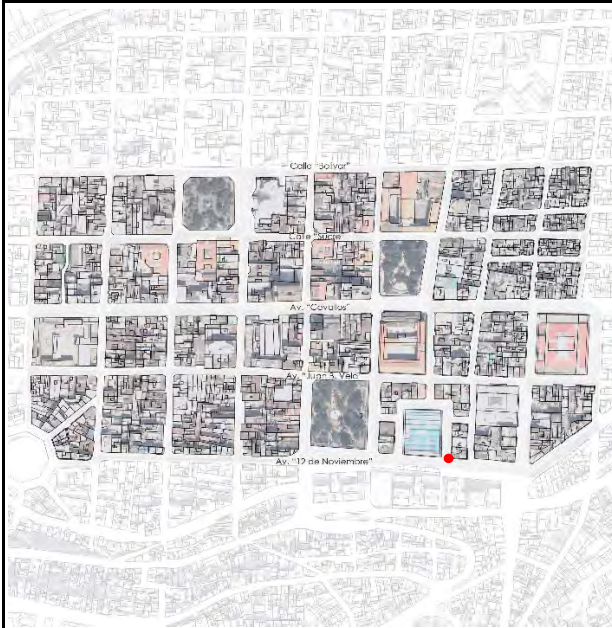 Calle "Bolívar"
Calle "Sucre"
Av. "Cevallos"
Av. "Juan B. Vela"
Av. "12 de Noviembre"